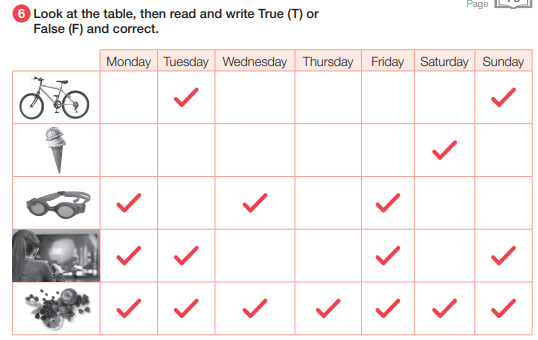 Page
6 Look at the table, then read and write True (T) or
False (F) and correct.
Monday Tuesday Wednesday Thursday Friday Saturday Sunday